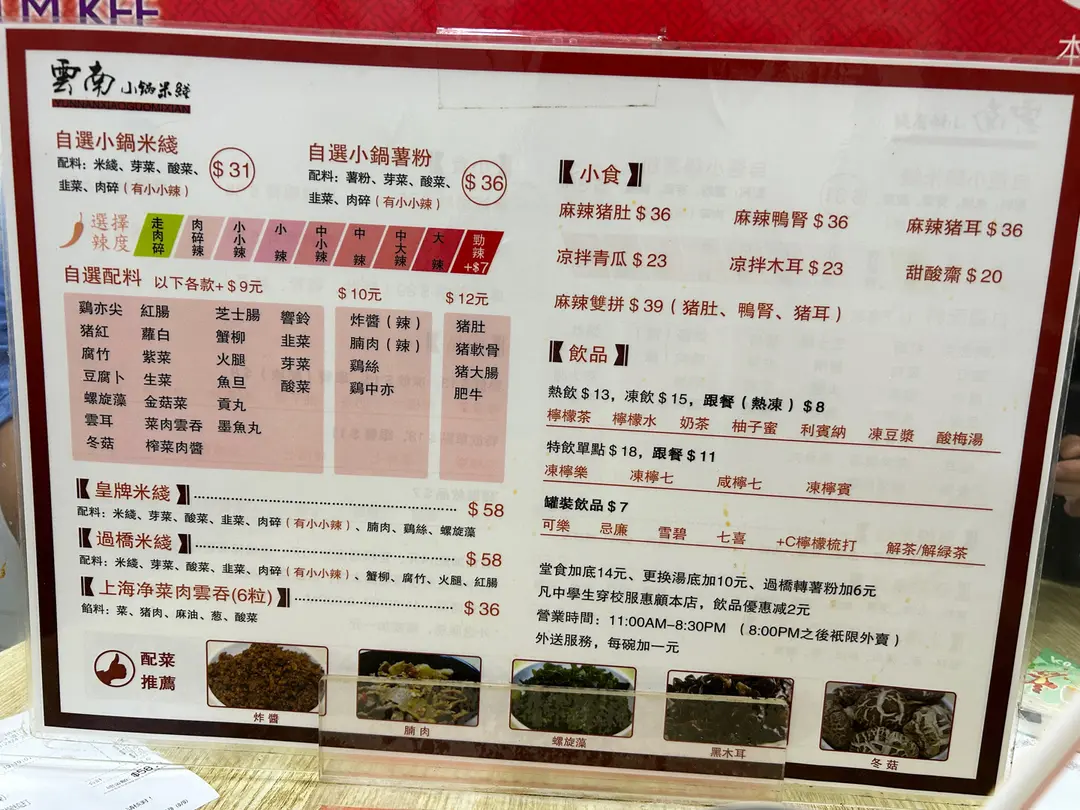 M KEE
本
雲南小鍋米綫
YUNNANXIAOGUOMIXIAN
自選小鍋米綫 $31
配料：米綫、芽菜、酸菜、
韭菜、肉碎（有小小辣）
自選小鍋薯粉 $36
配料：薯粉、芽菜、酸菜、
韭菜、肉碎（有小小辣）
選擇辣度
走肉碎 肉碎辣 小小辣 小辣 中小辣 中辣 中大辣 大辣 勁辣+$7
自選配料 以下各款+$9元
鷄亦尖 紅腸 芝士腸 響鈴
猪紅 蘿白 蟹柳 韭菜
腐竹 紫菜 火腿 芽菜
豆腐卜 生菜 魚旦 酸菜
螺旋藻 金菇菜 貢丸
雲耳 菜肉雲吞 墨魚丸
冬菇 榨菜肉醬
$10元
炸醬（辣）
腩肉（辣）
鷄絲
鷄中亦
$12元
猪肚
猪軟骨
猪大腸
肥牛
【皇牌米綫】 $58
配料：米綫、芽菜、酸菜、韭菜、肉碎（有小小辣）、腩肉、鷄絲、螺旋藻
【過橋米綫】 $58
配料：米綫、芽菜、酸菜、韭菜、肉碎（有小小辣）、蟹柳、腐竹、火腿、紅腸
【上海净菜肉雲吞(6粒)】 $36
餡料：菜、猪肉、麻油、葱、酸菜
【小食】
麻辣猪肚$36 麻辣鴨腎$36 麻辣猪耳$36
凉拌青瓜$23 凉拌木耳$23 甜酸齋$20
麻辣雙拼$39（猪肚、鴨腎、猪耳）
【飲品】
熱飲$13，凍飲$15，跟餐（熱凍）$8
檸檬茶 檸檬水 奶茶 柚子蜜 利賓納 凍豆漿 酸梅湯
特飲單點$18，跟餐$11
凍檸樂 凍檸七 咸檸七 凍檸賓
罐裝飲品$7
可樂 忌廉 雪碧 七喜 +C檸檬梳打 解茶/解緑茶
堂食加底14元、更换湯底加10元、過橋轉薯粉加6元
凡中學生穿校服惠顧本店，飲品優惠减2元
營業時間：11:00AM-8:30PM （8:00PM之後祇限外賣）
外送服務，每碗加一元
配菜
推薦
炸醬 腩肉 螺旋藻 黑木耳 冬菇